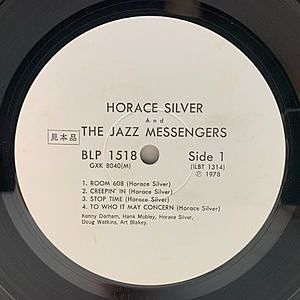 HORACE SILVER
And
見本品 THE JAZZ MESSENGERS
BLP 1518 Side 1
GXK 8040(M) (ILBT 1314)
℗ 1978
1. ROOM 608 (Horace Silver)
2. CREEPIN' IN (Horace Silver)
3. STOP TIME (Horace Silver)
4. TO WHO IT MAY CONCERN (Horace Silver)
Kenny Dorham, Hank Mobley, Horace Silver,
Doug Watkins, Art Blakey.